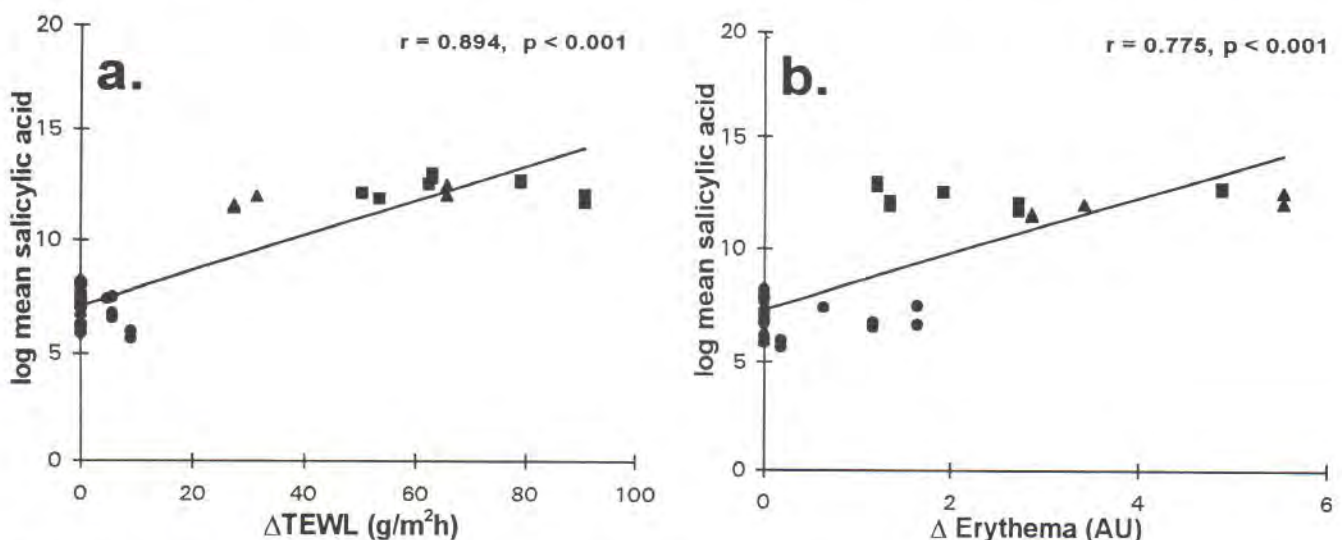 20
15
10
5
0
log mean salicylic acid
a.
r = 0.894, p < 0.001
0 20 40 60 80 100
ΔTEWL (g/m²h)
20
15
10
5
0
log mean salicylic acid
b.
r = 0.775, p < 0.001
0 2 4 6
Δ Erythema (AU)